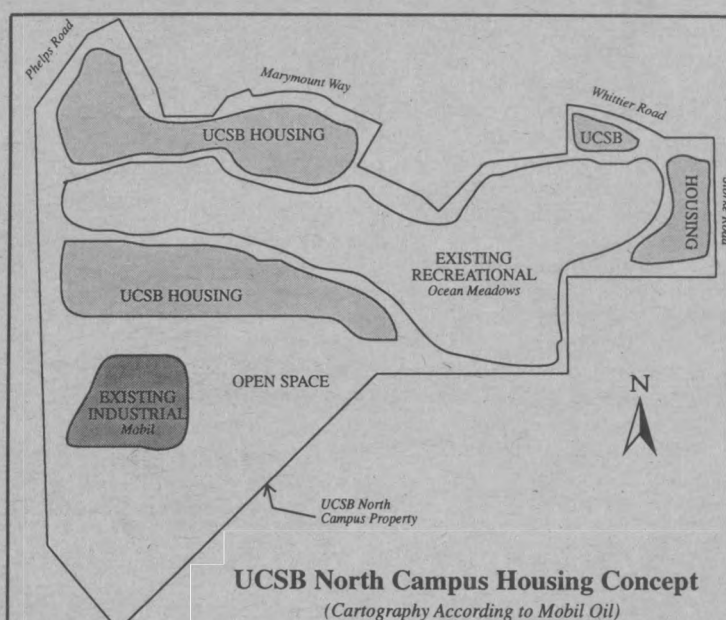 Phelps Road
Marymount Way
Whittier Road
UCSB HOUSING
UCSB
HOUSING
EXISTING
RECREATIONAL
Ocean Meadows
UCSB HOUSING
OPEN SPACE
EXISTING
INDUSTRIAL
Mobil
N
UCSB North
Campus Property
UCSB North Campus Housing Concept
(Cartography According to Mobil Oil)